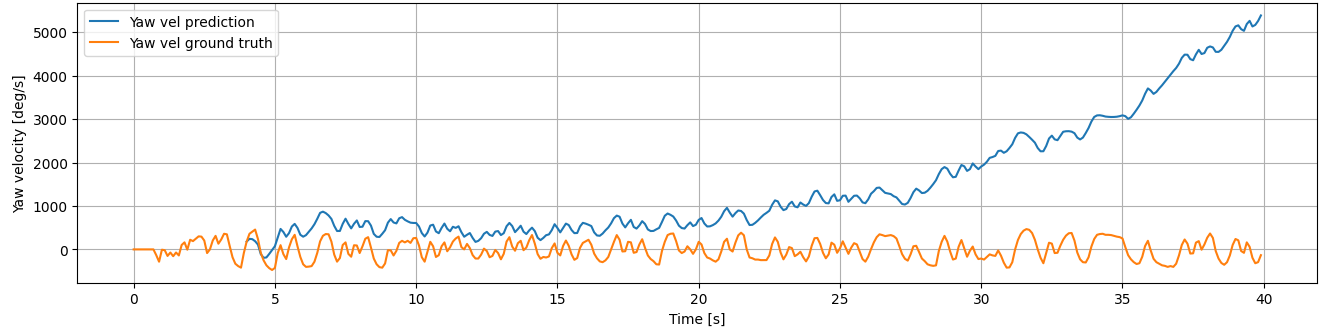 Yaw vel prediction
Yaw vel ground truth
Yaw velocity [deg/s]
5000
4000
3000
2000
1000
0
0 5 10 15 20 25 30 35 40
Time [s]